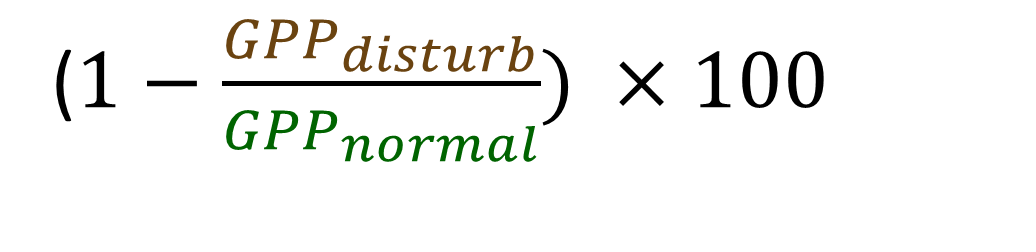 (1 − GPP_disturb / GPP_normal) × 100